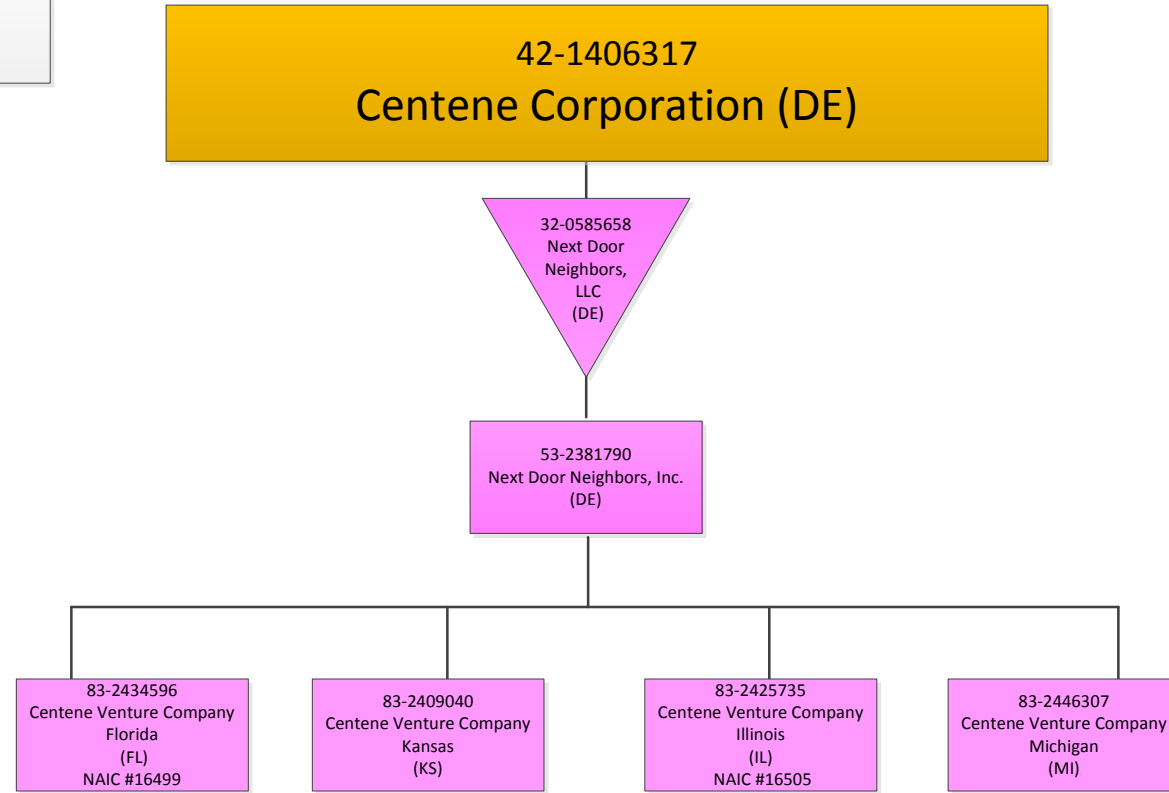 42-1406317
Centene Corporation (DE)
32-0585658
Next Door
Neighbors,
LLC
(DE)
53-2381790
Next Door Neighbors, Inc.
(DE)
83-2434596
Centene Venture Company
Florida
(FL)
NAIC #16499
83-2409040
Centene Venture Company
Kansas
(KS)
83-2425735
Centene Venture Company
Illinois
(IL)
NAIC #16505
83-2446307
Centene Venture Company
Michigan
(MI)